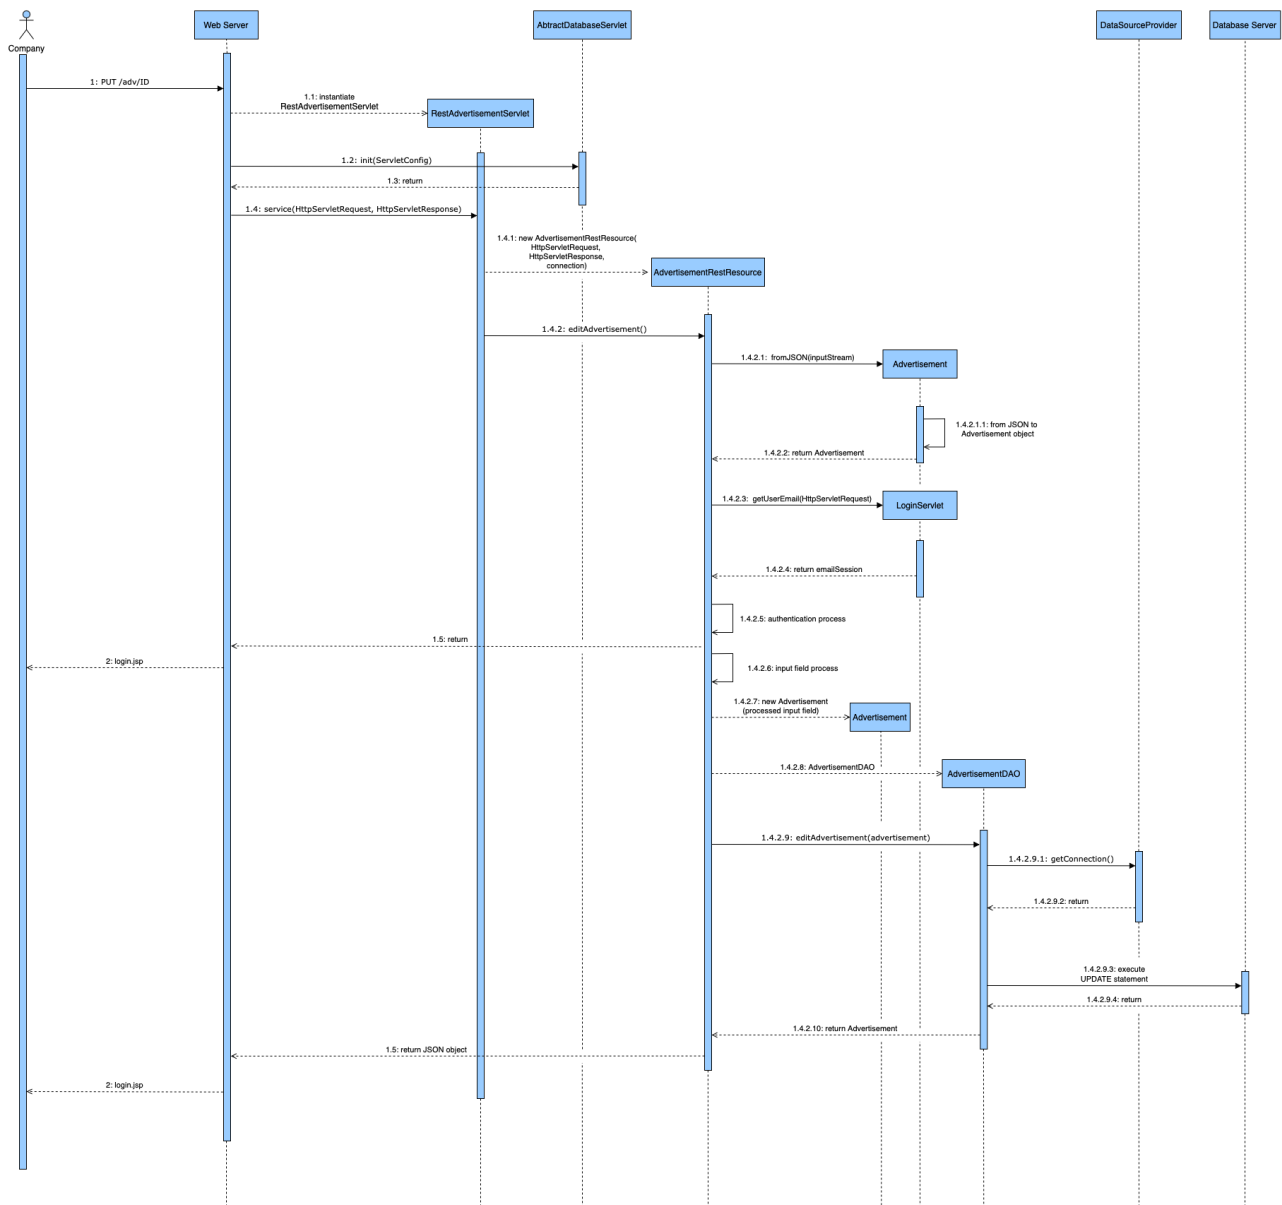 Company
Web Server
AbtractDatabaseServlet
DataSourceProvider
Database Server
1: PUT /adv/ID
1.1: instantiate
RestAdvertisementServlet
RestAdvertisementServlet
1.2: init(ServletConfig)
1.3: return
1.4: service(HttpServletRequest, HttpServletResponse)
1.4.1: new AdvertisementRestResource(
HttpServletRequest,
HttpServletResponse,
connection)
AdvertisementRestResource
1.4.2: editAdvertisement()
1.4.2.1: fromJSON(inputStream)
Advertisement
1.4.2.1.1: from JSON to
Advertisement object
1.4.2.2: return Advertisement
1.4.2.3: getUserEmail(HttpServletRequest)
LoginServlet
1.4.2.4: return emailSession
1.4.2.5: authentication process
1.5: return
2: login.jsp
1.4.2.6: input field process
1.4.2.7: new Advertisement
(processed input field)
Advertisement
1.4.2.8: AdvertisementDAO
AdvertisementDAO
1.4.2.9: editAdvertisement(advertisement)
1.4.2.9.1: getConnection()
1.4.2.9.2: return
1.4.2.9.3: execute
UPDATE statement
1.4.2.9.4: return
1.4.2.10: return Advertisement
1.5: return JSON object
2: login.jsp